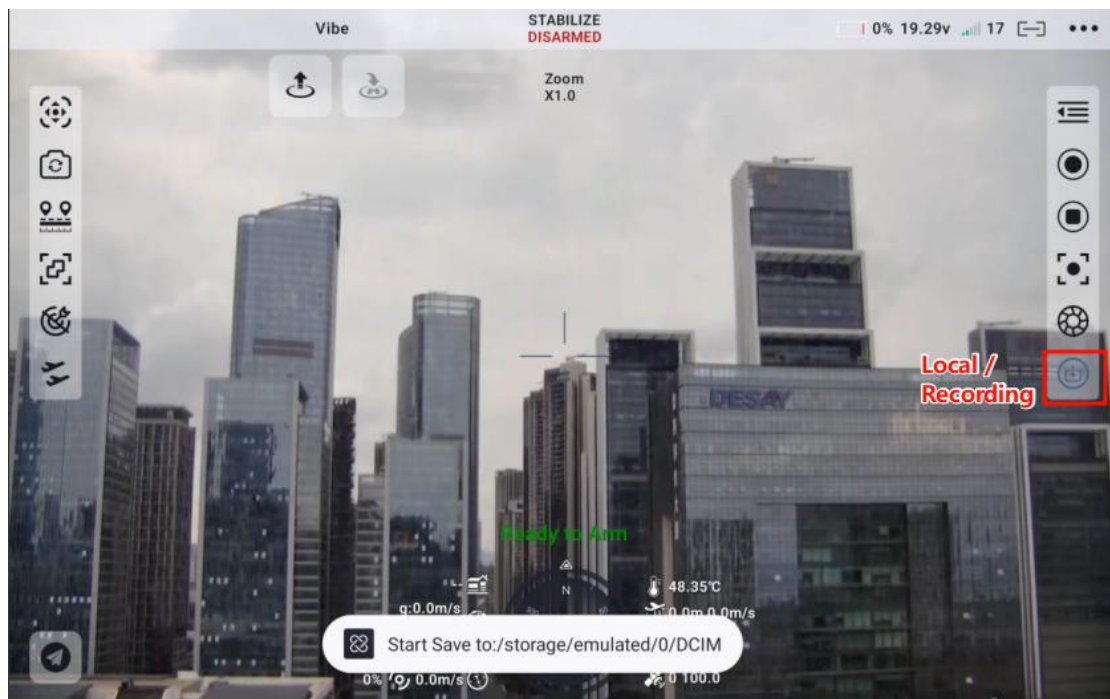 Vibe
STABILIZE
DISARMED
0% 19.29v 17
Zoom
X1.0
Local /
Recording
DESAY
Ready to Arm
N
48.35℃
g:0.0m/s
0.0m 0.0m/s
Start Save to:/storage/emulated/0/DCIM
0% 0.0m/s
0 100.0